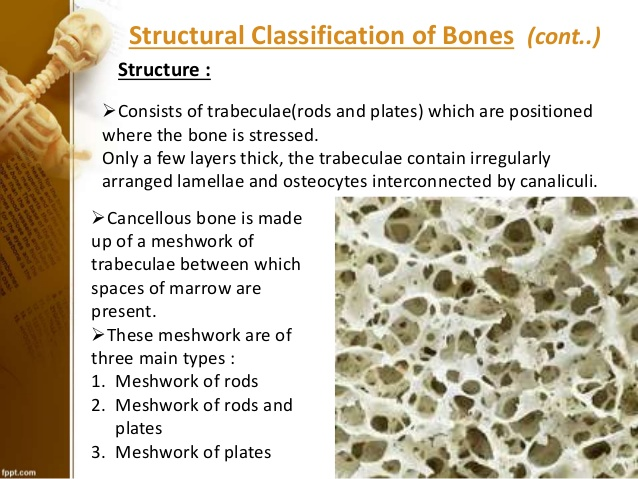 Structural Classification of Bones (cont..)
Structure :
➢Consists of trabeculae(rods and plates) which are positioned
where the bone is stressed.
Only a few layers thick, the trabeculae contain irregularly
arranged lamellae and osteocytes interconnected by canaliculi.
➢Cancellous bone is made
up of a meshwork of
trabeculae between which
spaces of marrow are
present.
➢These meshwork are of
three main types :
1. Meshwork of rods
2. Meshwork of rods and
plates
3. Meshwork of plates
fppt.com